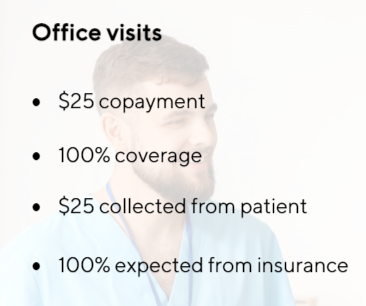 Office visits
• $25 copayment
• 100% coverage
• $25 collected from patient
• 100% expected from insurance